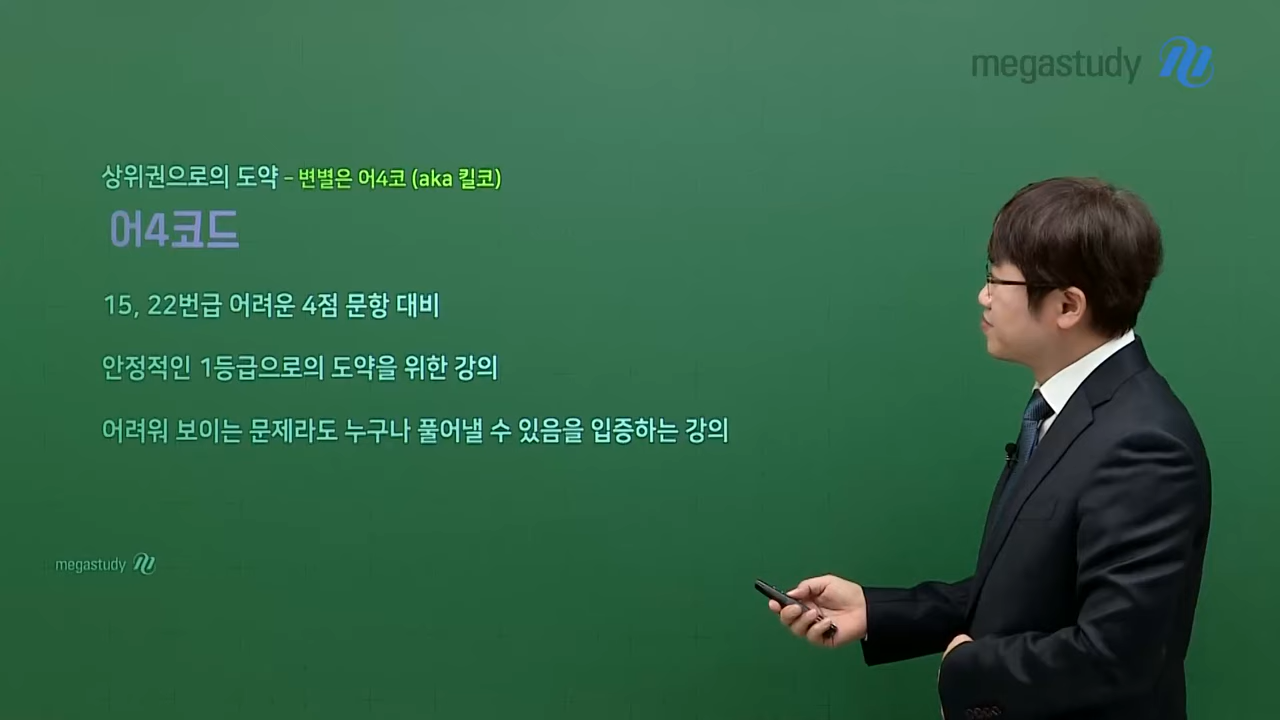 megastudy
상위권으로의 도약 - 변별은 어4코 (aka 킬코)
어4코드
15, 22번급 어려운 4점 문항 대비
안정적인 1등급으로의 도약을 위한 강의
어려워 보이는 문제라도 누구나 풀어낼 수 있음을 입증하는 강의
megastudy